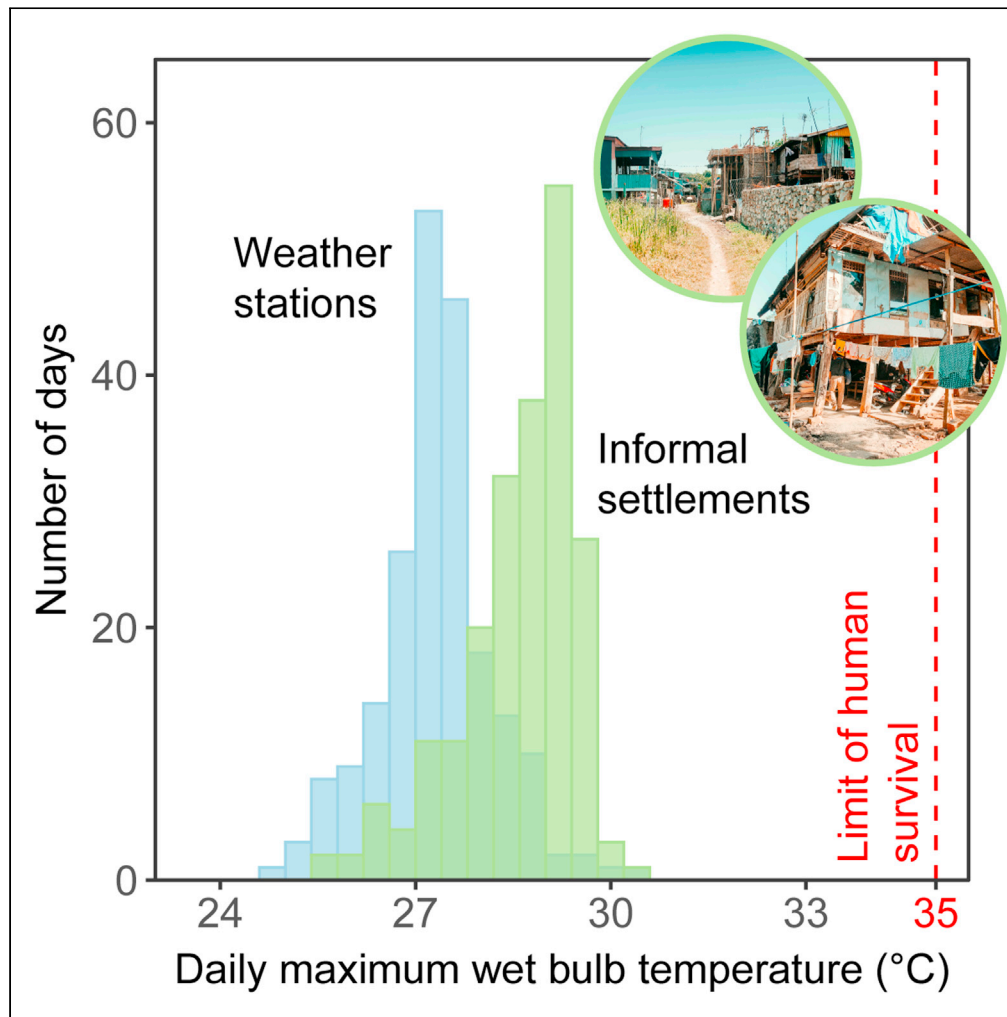 60
40
20
0
Number of days
Weather
stations
Informal
settlements
Limit of human
survival
24
27
30
33
35
Daily maximum wet bulb temperature (°C)